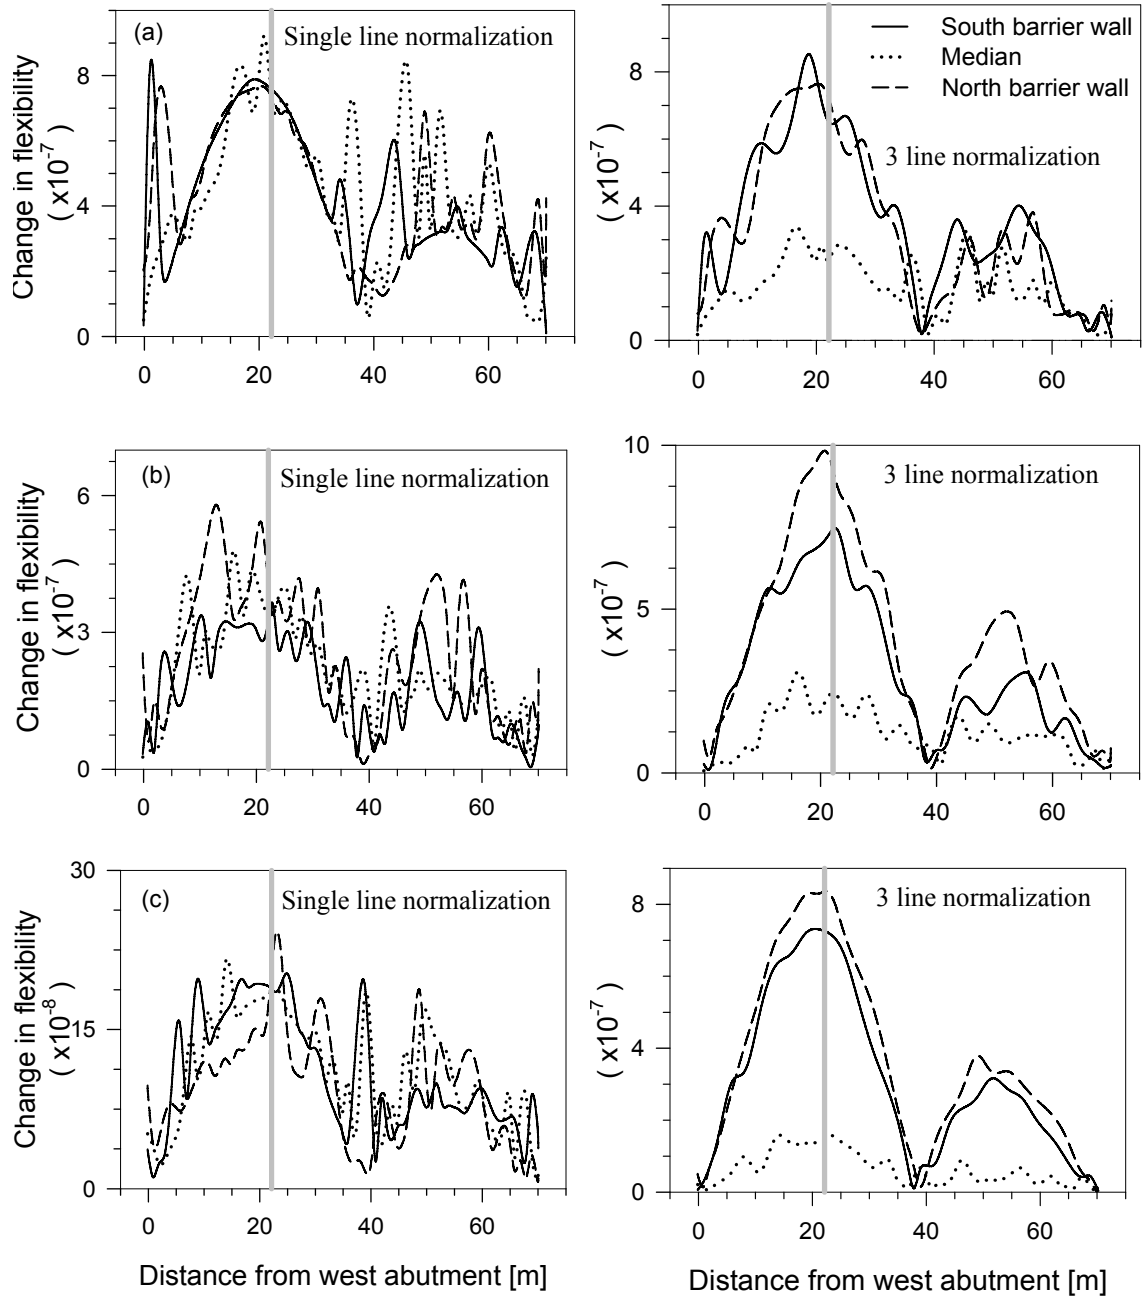 (a)
Single line normalization
Change in flexibility
( x10-7 )
8
4
0
0 20 40 60
South barrier wall
Median
North barrier wall
3 line normalization
( x10-7 )
8
4
0
0 20 40 60
(b)
Single line normalization
Change in flexibility
( x10-7 )
6
3
0
0 20 40 60
3 line normalization
( x10-7 )
10
5
0
0 20 40 60
(c)
Single line normalization
Change in flexibility
( x10-8 )
30
15
0
0 20 40 60
Distance from west abutment [m]
3 line normalization
( x10-7 )
8
4
0
0 20 40 60
Distance from west abutment [m]